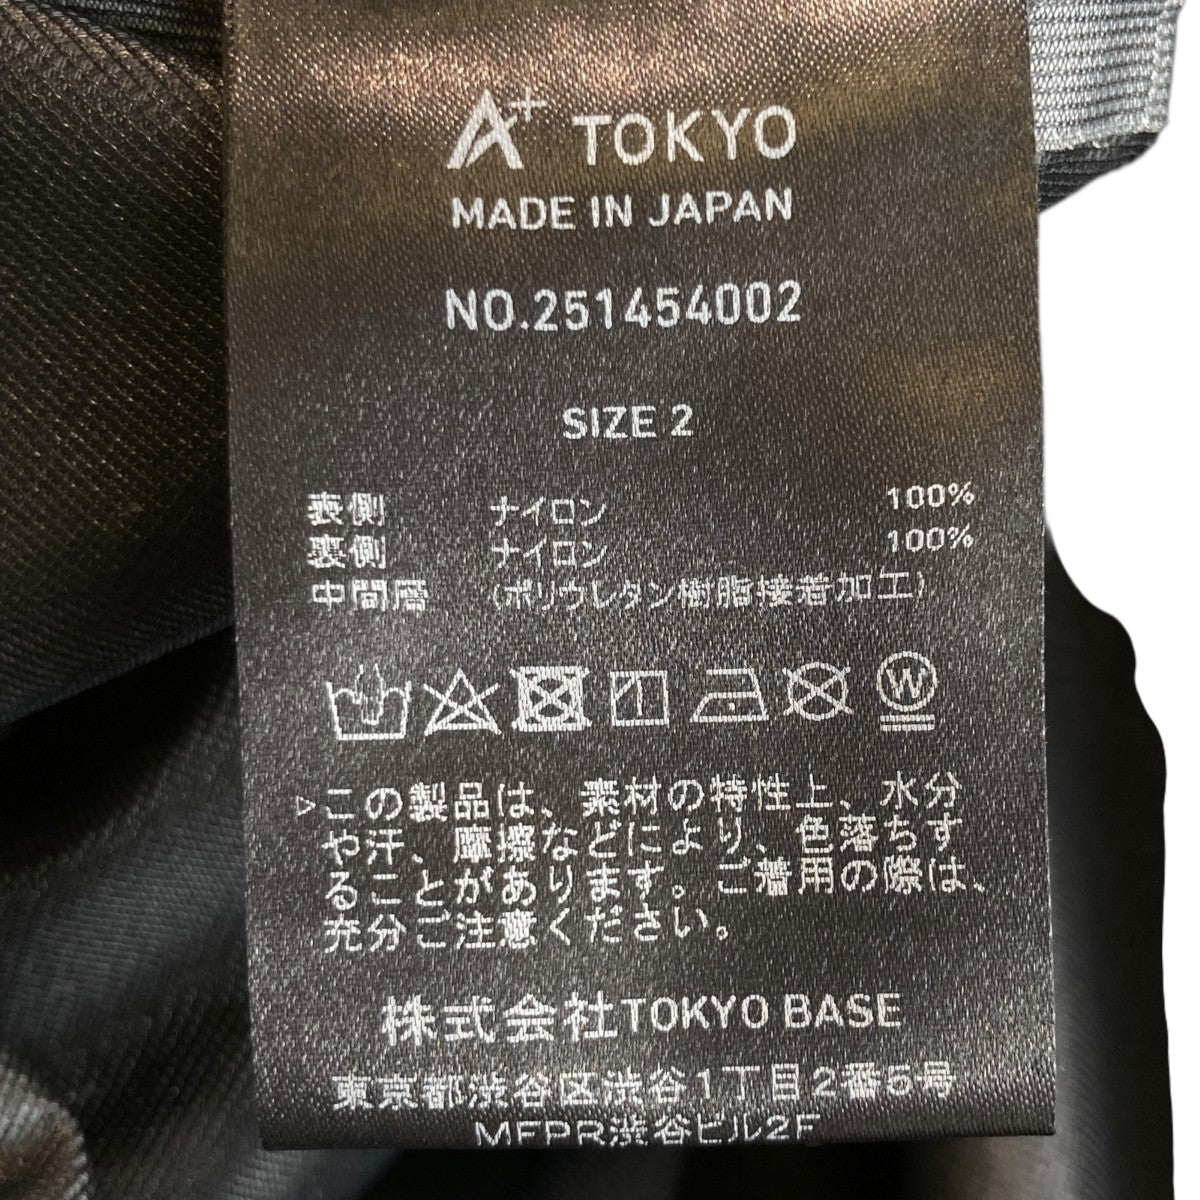 A+ TOKYO
MADE IN JAPAN
NO.251454002
SIZE 2
表側 ナイロン 100%
裏側 ナイロン 100%
中間層 (ポリウレタン樹脂接着加工)
W
▷この製品は、素材の特性上、水分
や汗、摩擦などにより、色落ちす
ることがあります。ご着用の際は、
充分ご注意ください。
株式会社TOKYO BASE
東京都渋谷区渋谷1丁目2番5号
MFPR渋谷ビル2F